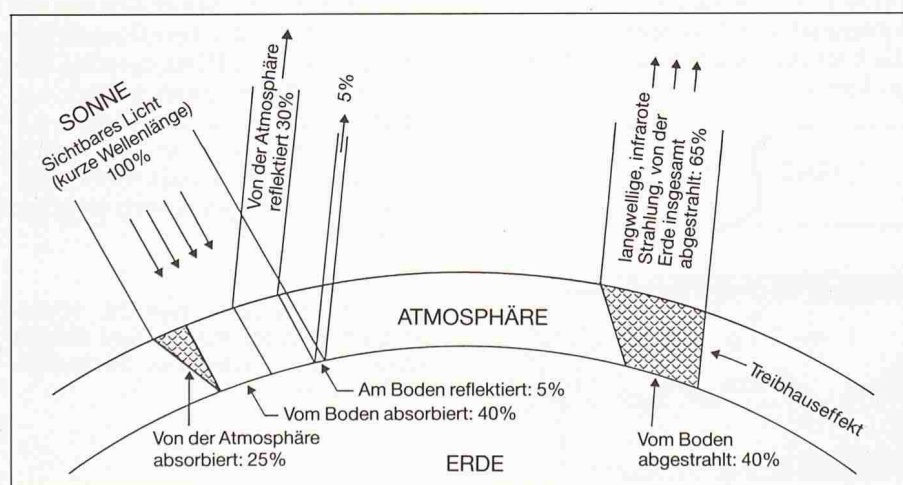 SONNE
Sichtbares Licht
(kurze Wellenlänge)
100%
Von der Atmosphäre
reflektiert 30%
5%
langwellige, infrarote
Strahlung, von der
Erde insgesamt
abgestrahlt: 65%
ATMOSPHÄRE
Treibhauseffekt
Am Boden reflektiert: 5%
Vom Boden absorbiert: 40%
Von der Atmosphäre
absorbiert: 25%
Vom Boden
abgestrahlt: 40%
ERDE